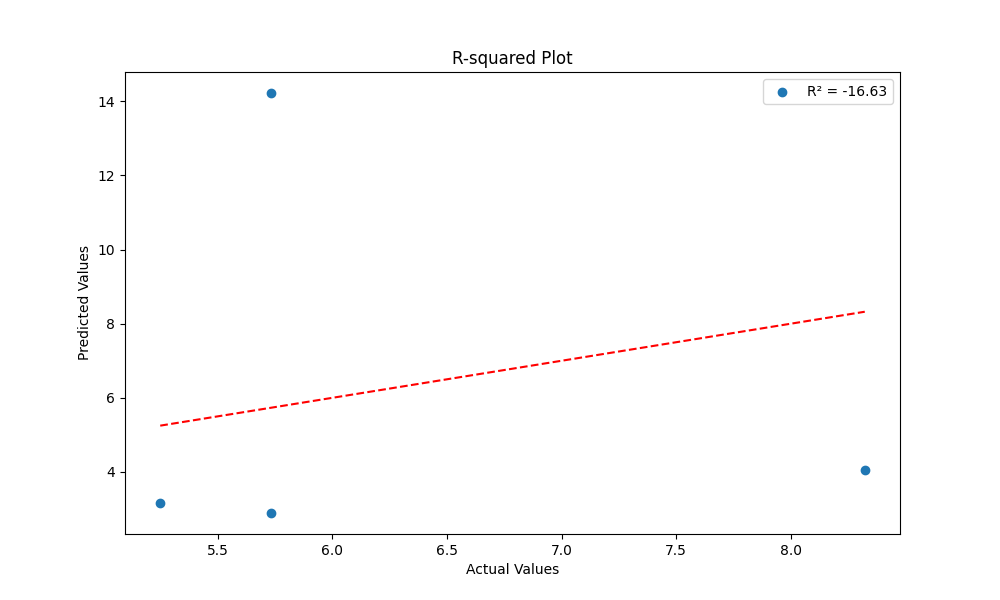 R-squared Plot
R² = -16.63
14
12
10
8
6
4
Predicted Values
5.5 6.0 6.5 7.0 7.5 8.0
Actual Values